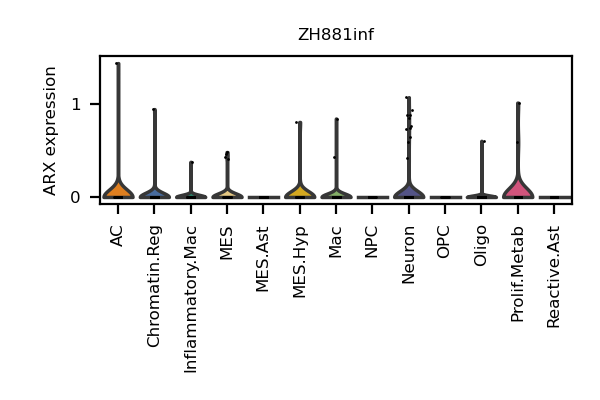 ZH881inf
ARX expression
1
0
AC
Chromatin.Reg
Inflammatory.Mac
MES
MES.Ast
MES.Hyp
Mac
NPC
Neuron
OPC
Oligo
Prolif.Metab
Reactive.Ast